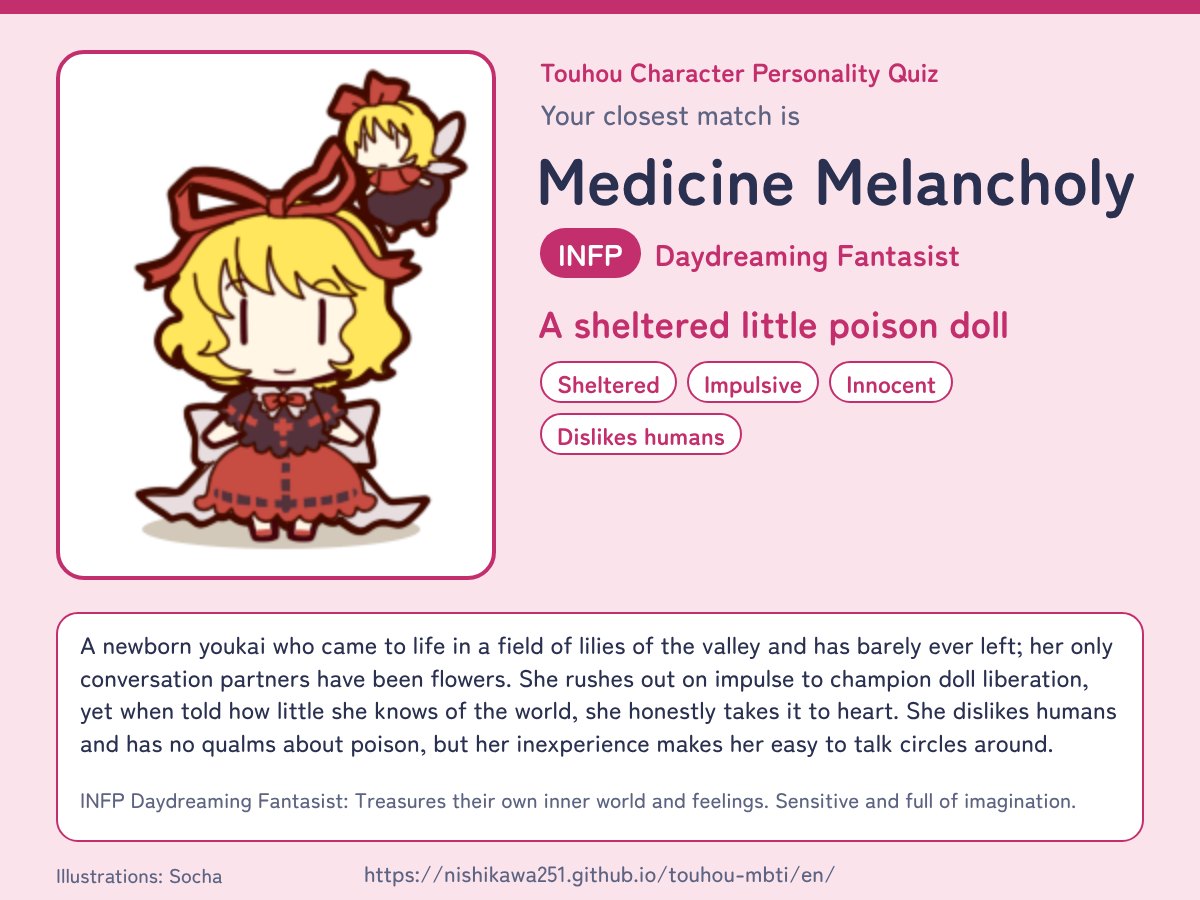 Touhou Character Personality Quiz
Your closest match is
Medicine Melancholy
INFP Daydreaming Fantasist
A sheltered little poison doll
Sheltered Impulsive Innocent
Dislikes humans
A newborn youkai who came to life in a field of lilies of the valley and has barely ever left; her only
conversation partners have been flowers. She rushes out on impulse to champion doll liberation,
yet when told how little she knows of the world, she honestly takes it to heart. She dislikes humans
and has no qualms about poison, but her inexperience makes her easy to talk circles around.
INFP Daydreaming Fantasist: Treasures their own inner world and feelings. Sensitive and full of imagination.
Illustrations: Socha https://nishikawa251.github.io/touhou-mbti/en/